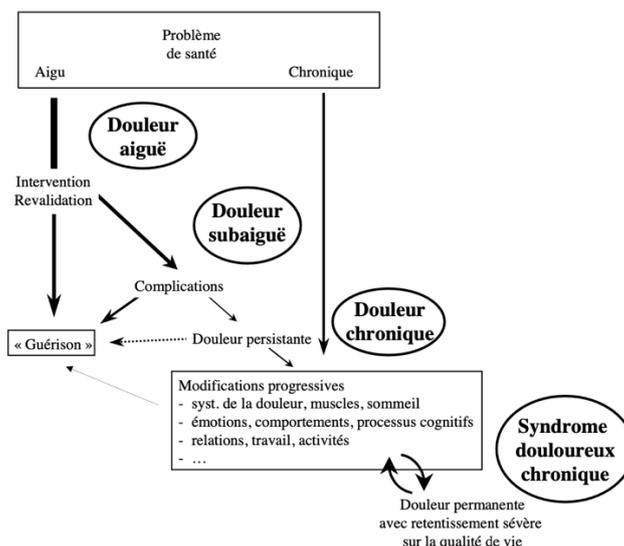 Problème
de santé
Aigu
Chronique
Douleur
aiguë
Intervention
Revalidation
Douleur
subaiguë
Complications
Douleur
chronique
« Guérison »
Douleur persistante
Modifications progressives
- syst. de la douleur, muscles, sommeil
- émotions, comportements, processus cognitifs
- relations, travail, activités
- …
Syndrome
douloureux
chronique
Douleur permanente
avec retentissement sévère
sur la qualité de vie